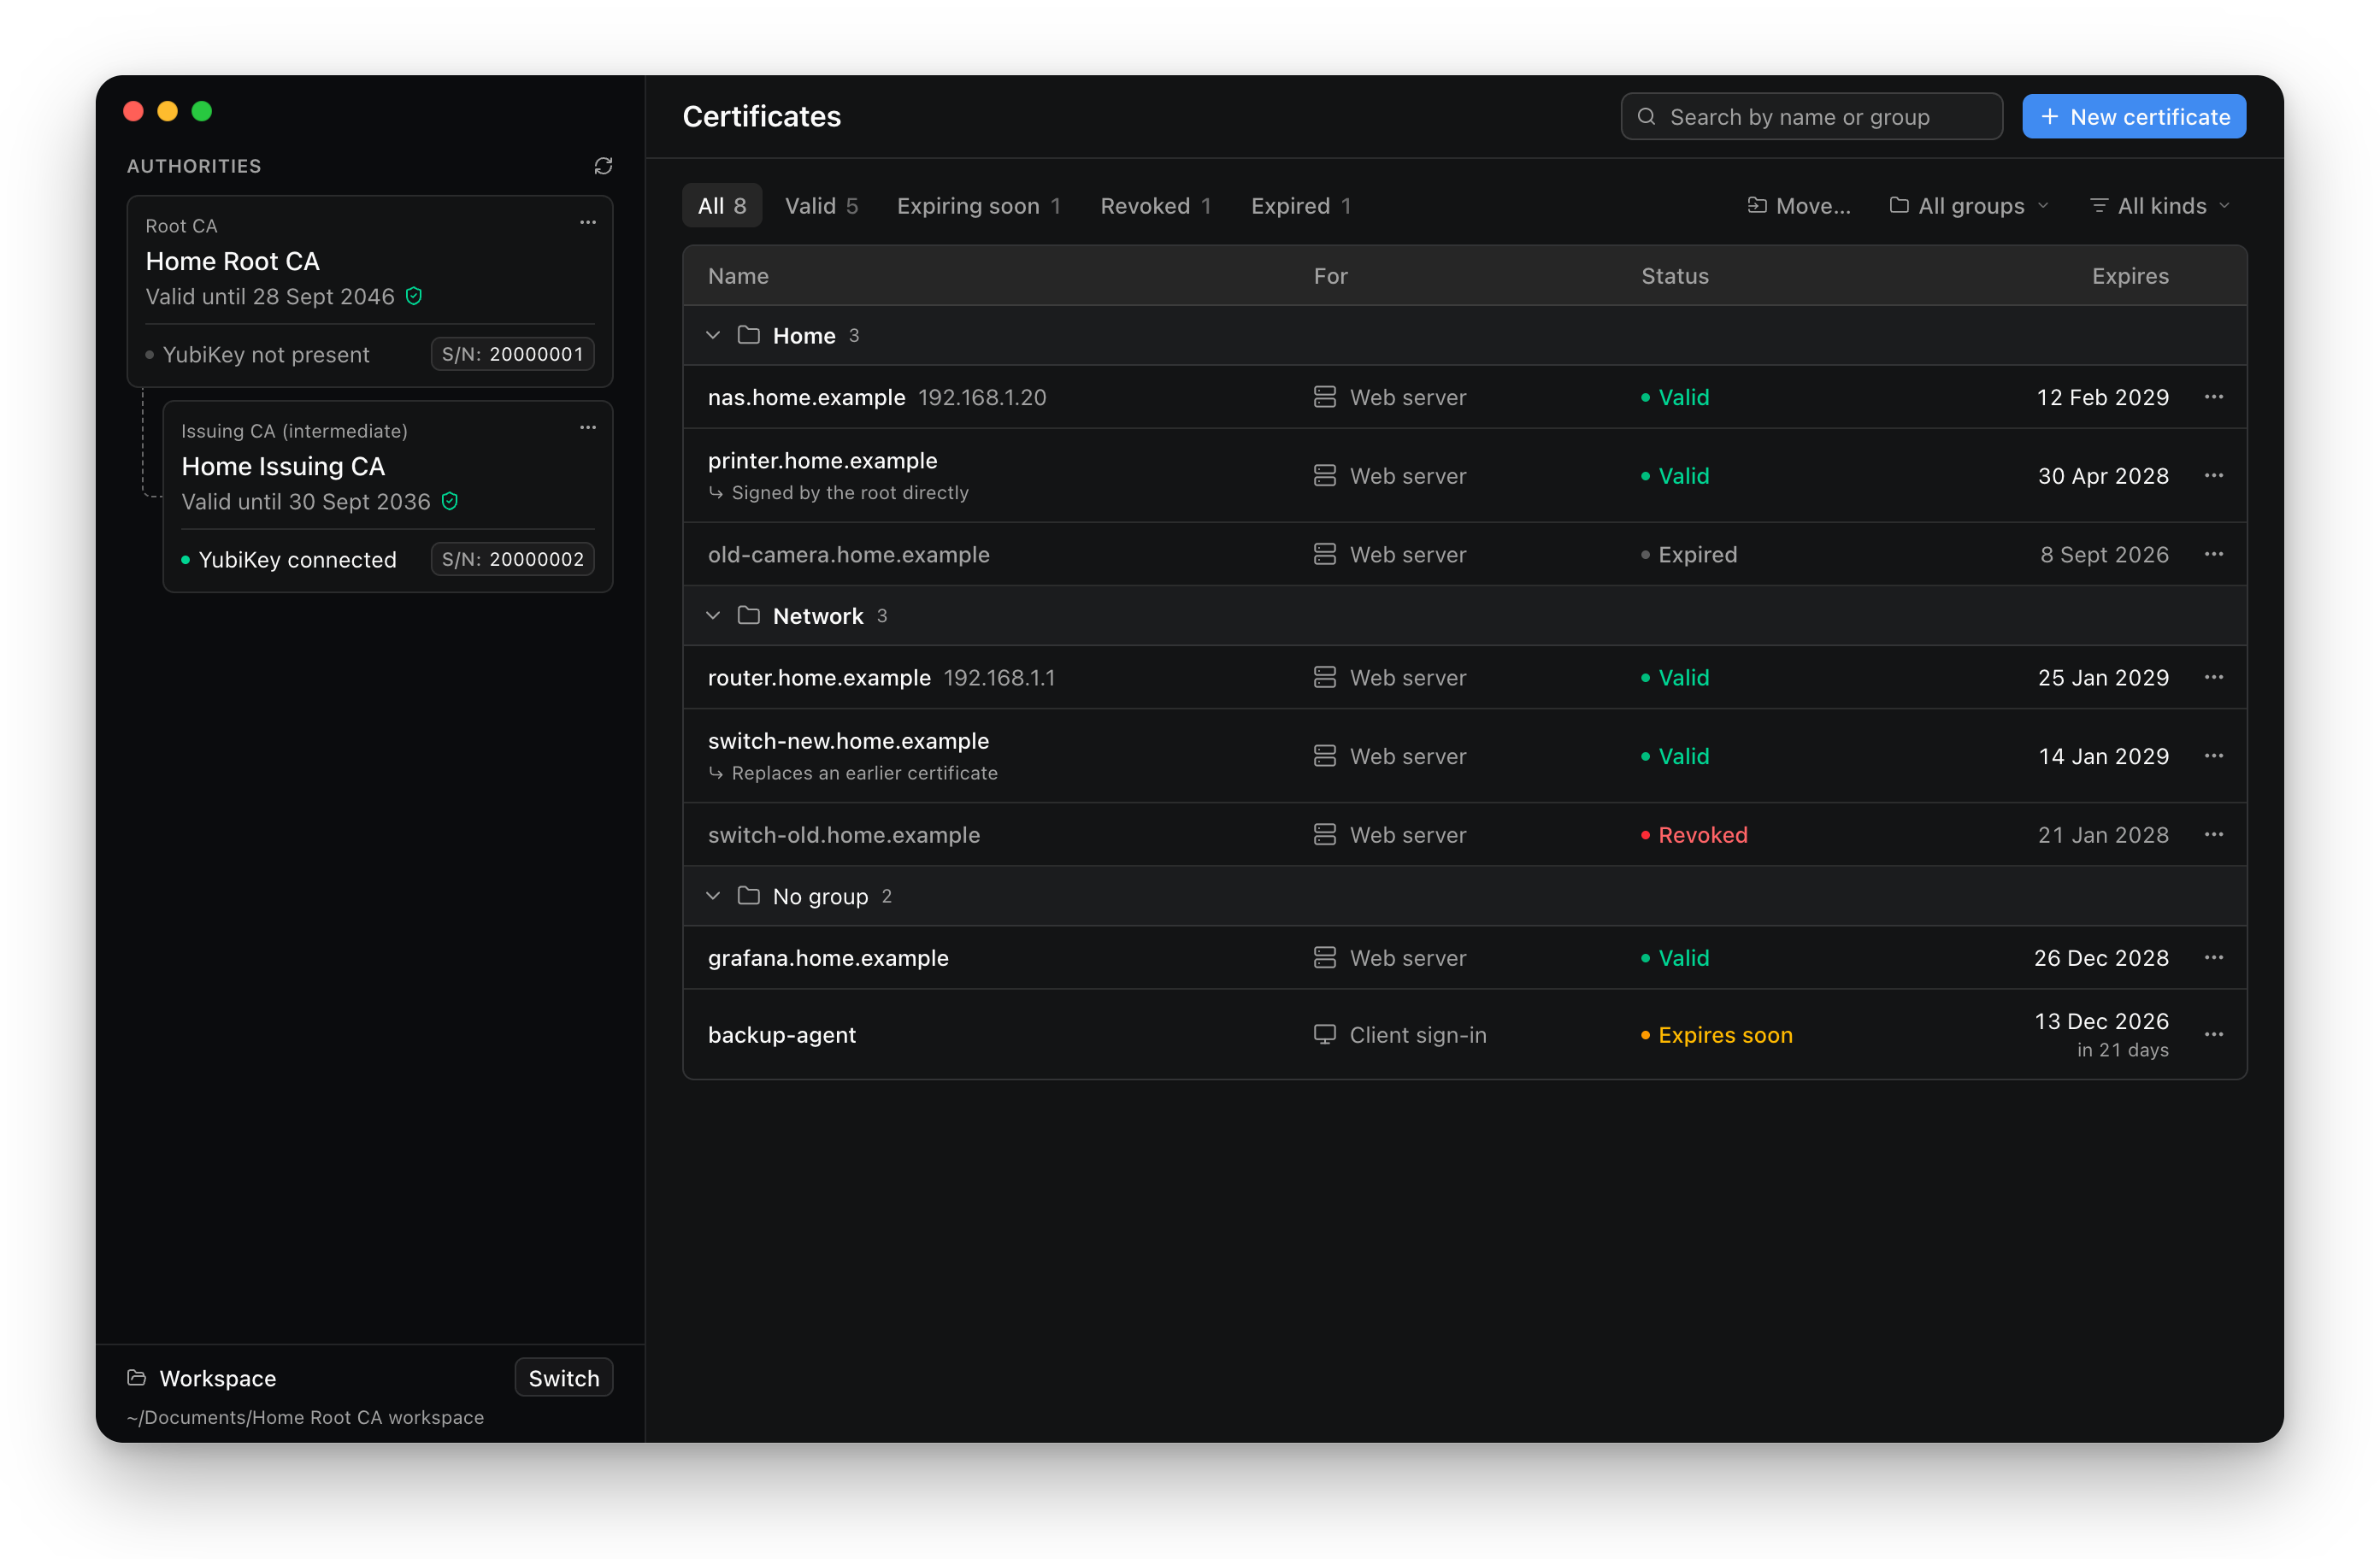 AUTHORITIES
Root CA
Home Root CA
Valid until 28 Sept 2046
YubiKey not present
S/N: 20000001
Issuing CA (intermediate)
Home Issuing CA
Valid until 30 Sept 2036
YubiKey connected
S/N: 20000002
Workspace
Switch
~/Documents/Home Root CA workspace
Certificates
Search by name or group
+ New certificate
All 8 Valid 5 Expiring soon 1 Revoked 1 Expired 1
Move... All groups All kinds
Name For Status Expires
Home 3
nas.home.example 192.168.1.20 Web server Valid 12 Feb 2029
printer.home.example Web server Valid 30 Apr 2028
↳ Signed by the root directly
old-camera.home.example Web server Expired 8 Sept 2026
Network 3
router.home.example 192.168.1.1 Web server Valid 25 Jan 2029
switch-new.home.example Web server Valid 14 Jan 2029
↳ Replaces an earlier certificate
switch-old.home.example Web server Revoked 21 Jan 2028
No group 2
grafana.home.example Web server Valid 26 Dec 2028
backup-agent Client sign-in Expires soon 13 Dec 2026
in 21 days